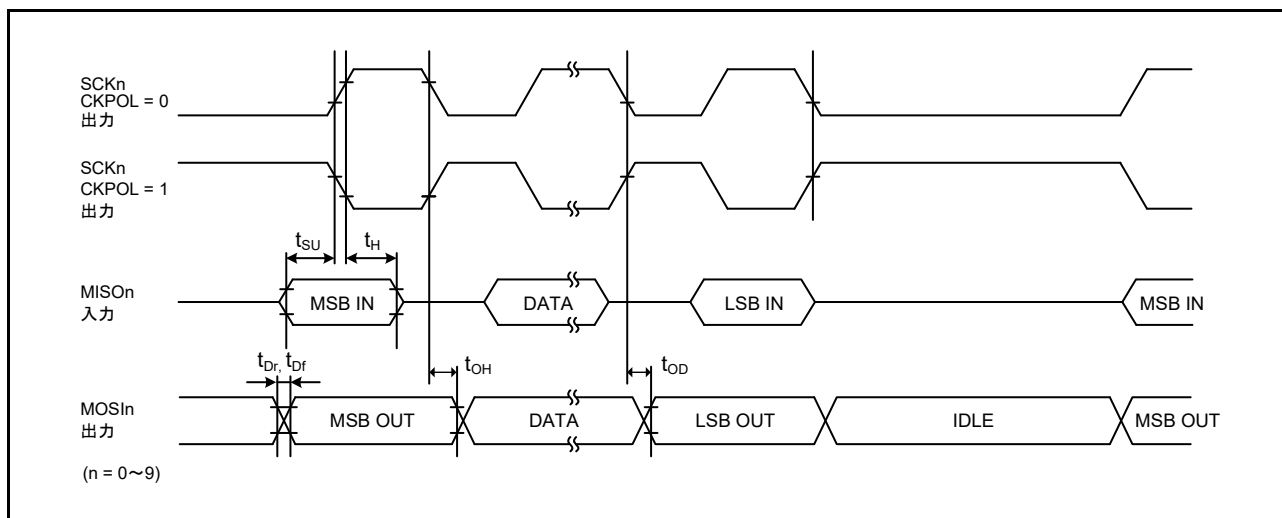 SCKn
CKPOL = 0
出力
SCKn
CKPOL = 1
出力
tSU
tH
MISOn
入力
MSB IN
DATA
LSB IN
MSB IN
tDr, tDf
tOH
tOD
MOSIn
出力
MSB OUT
DATA
LSB OUT
IDLE
MSB OUT
(n = 0～9)